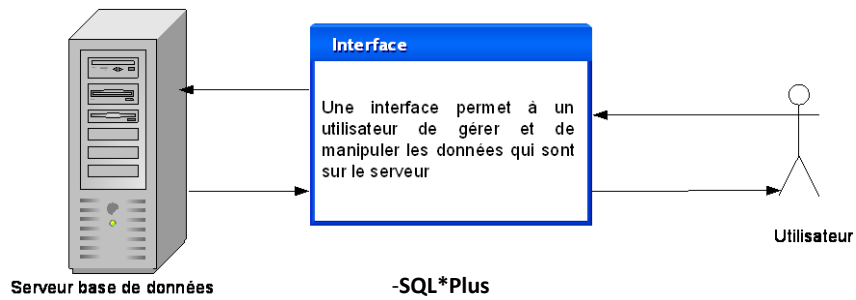 Interface
Une interface permet à un
utilisateur de gérer et de
manipuler les données qui sont
sur le serveur
Utilisateur
Serveur base de données
-SQL*Plus